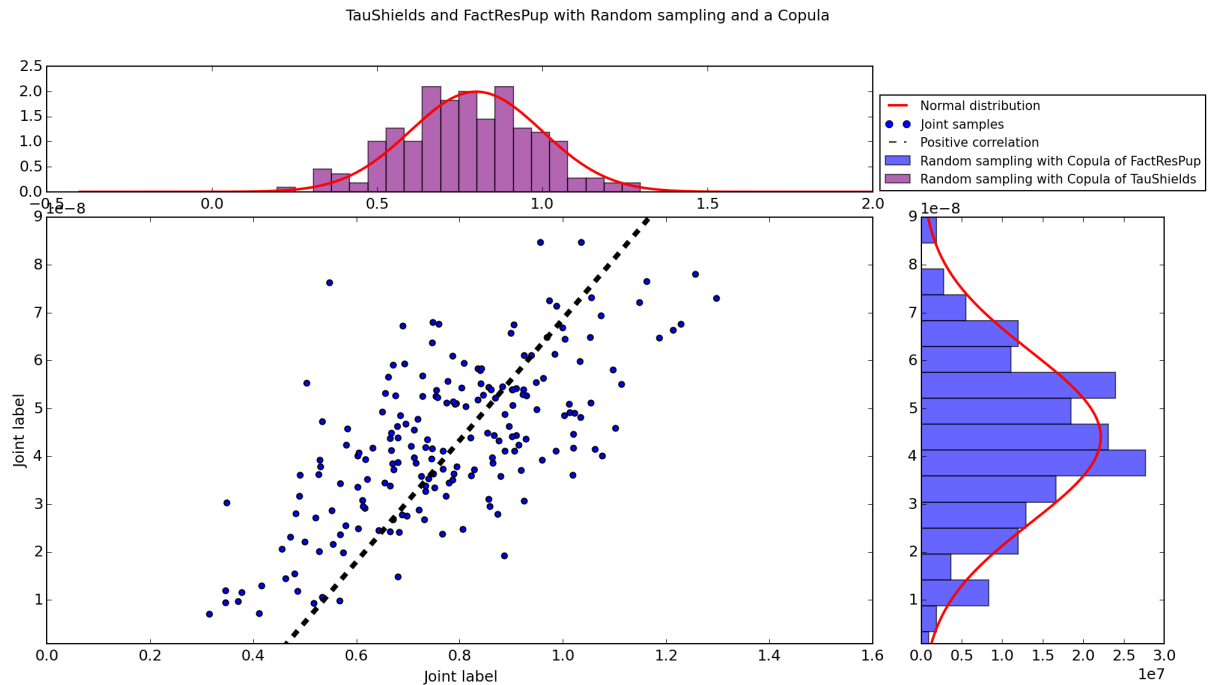 TauShields and FactResPup with Random sampling and a Copula
2.5
2.0
1.5
1.0
0.5
0.0
−0.5 0.0 0.5 1.0 1.5 2.0
Normal distribution
Joint samples
Positive correlation
Random sampling with Copula of FactResPup
Random sampling with Copula of TauShields
1e−8
9
8
7
6
5
4
3
2
1
Joint label
0.0 0.2 0.4 0.6 0.8 1.0 1.2 1.4 1.6
Joint label
1e−8
9
8
7
6
5
4
3
2
1
0.0 0.5 1.0 1.5 2.0 2.5 3.0
1e7